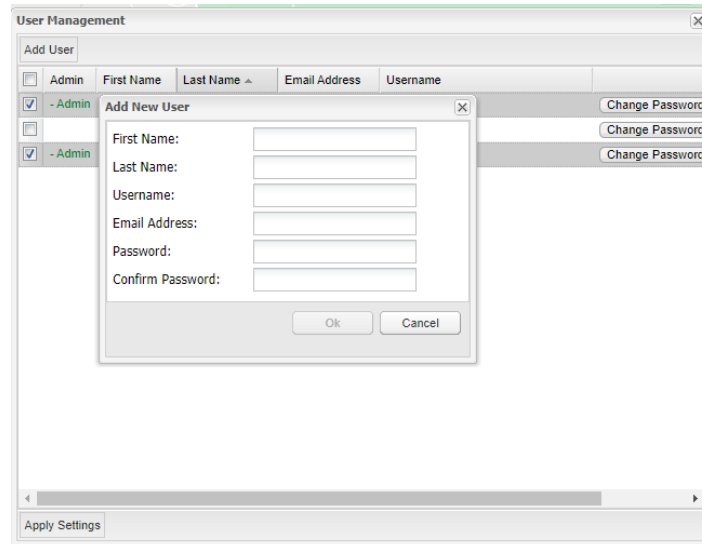 User Management
Add User
Admin First Name Last Name Email Address Username
- Admin Change Password
Change Password
- Admin Change Password
Add New User
First Name:
Last Name:
Username:
Email Address:
Password:
Confirm Password:
Ok Cancel
Apply Settings